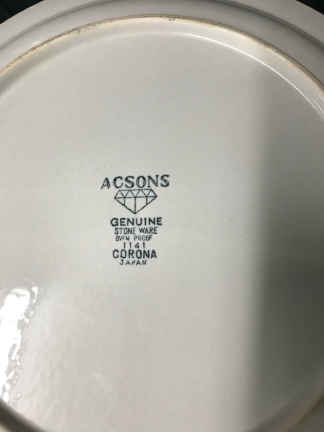 ACSONS
GENUINE
STONE WARE
OVEN PROOF
1141
CORONA
JAPAN